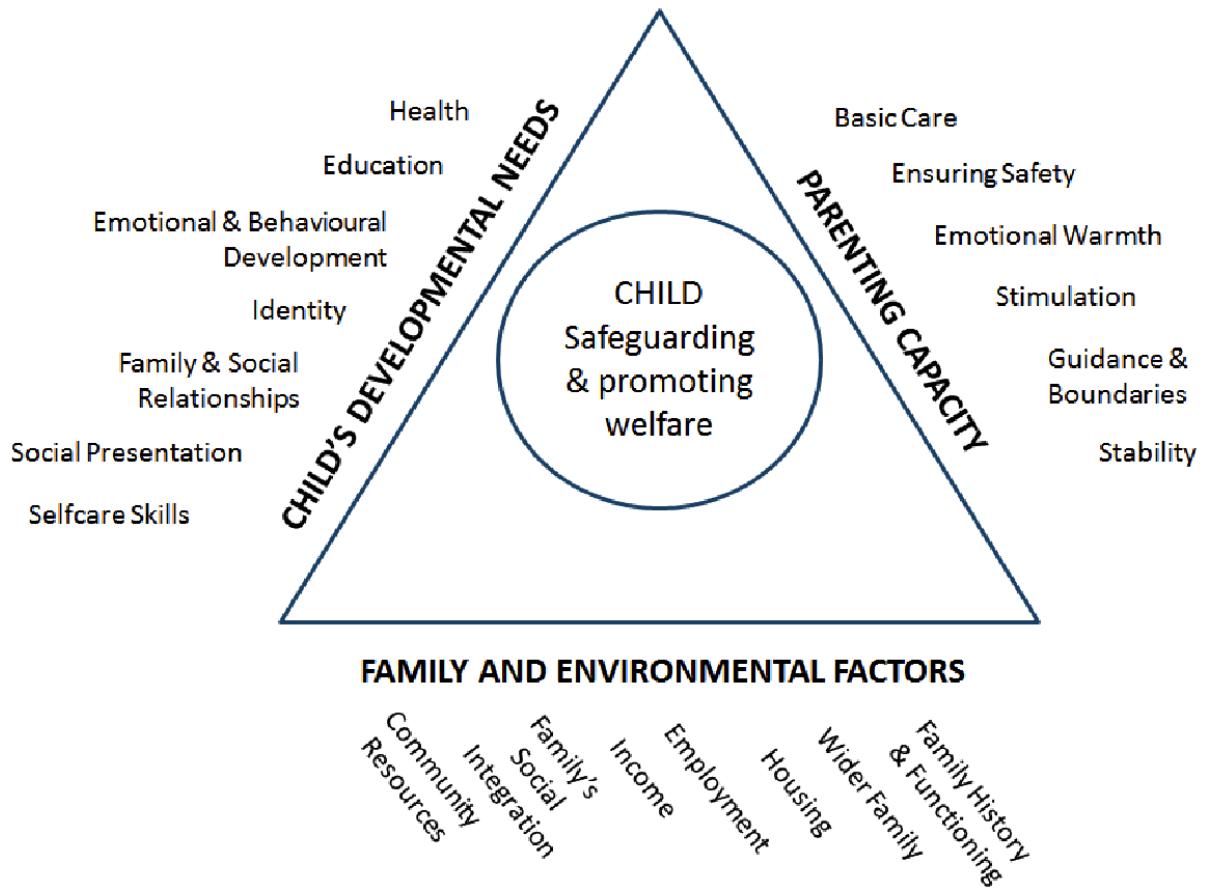 Health
Education
Emotional & Behavioural
Development
Identity
Family & Social
Relationships
Social Presentation
Selfcare Skills
CHILD'S DEVELOPMENTAL NEEDS
CHILD
Safeguarding
& promoting
welfare
PARENTING CAPACITY
Basic Care
Ensuring Safety
Emotional Warmth
Stimulation
Guidance &
Boundaries
Stability
FAMILY AND ENVIRONMENTAL FACTORS
Community
Resources
Family's
Social
Integration
Income
Employment
Housing
Wider Family
Family History
& Functioning